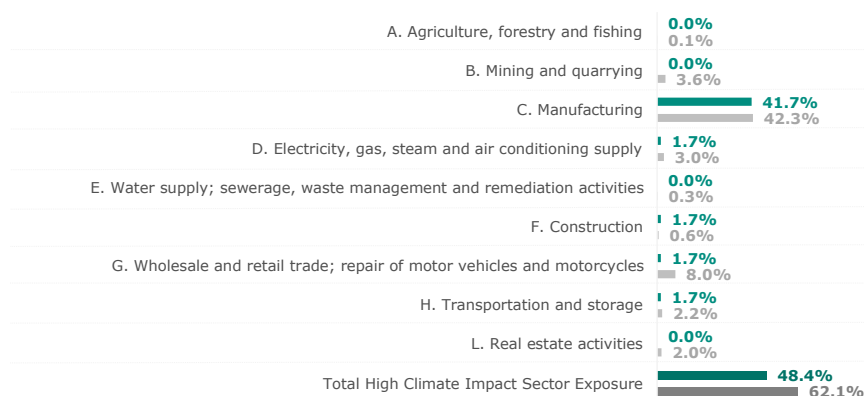 A. Agriculture, forestry and fishing
0.0%
0.1%
B. Mining and quarrying
0.0%
3.6%
C. Manufacturing
41.7%
42.3%
D. Electricity, gas, steam and air conditioning supply
1.7%
3.0%
E. Water supply; sewerage, waste management and remediation activities
0.0%
0.3%
F. Construction
1.7%
0.6%
G. Wholesale and retail trade; repair of motor vehicles and motorcycles
1.7%
8.0%
H. Transportation and storage
1.7%
2.2%
L. Real estate activities
0.0%
2.0%
Total High Climate Impact Sector Exposure
48.4%
62.1%